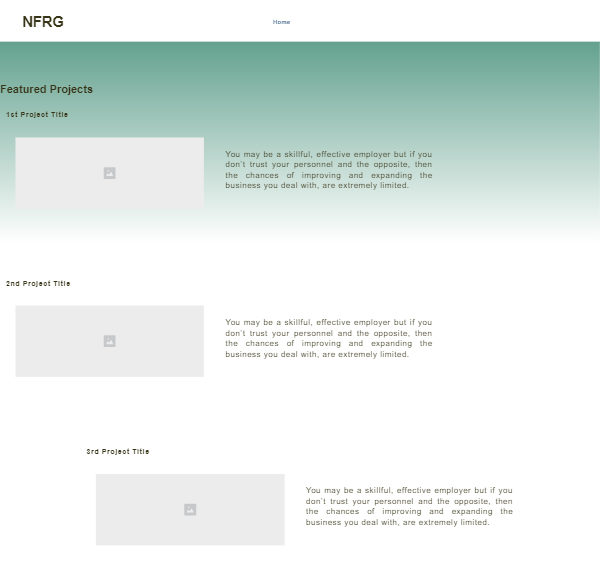 NFRG
Home
Featured Projects
1st Project Title
You may be a skillful, effective employer but if you
don't trust your personnel and the opposite, then
the chances of improving and expanding the
business you deal with, are extremely limited.
2nd Project Title
You may be a skillful, effective employer but if you
don't trust your personnel and the opposite, then
the chances of improving and expanding the
business you deal with, are extremely limited.
3rd Project Title
You may be a skillful, effective employer but if you
don't trust your personnel and the opposite, then
the chances of improving and expanding the
business you deal with, are extremely limited.